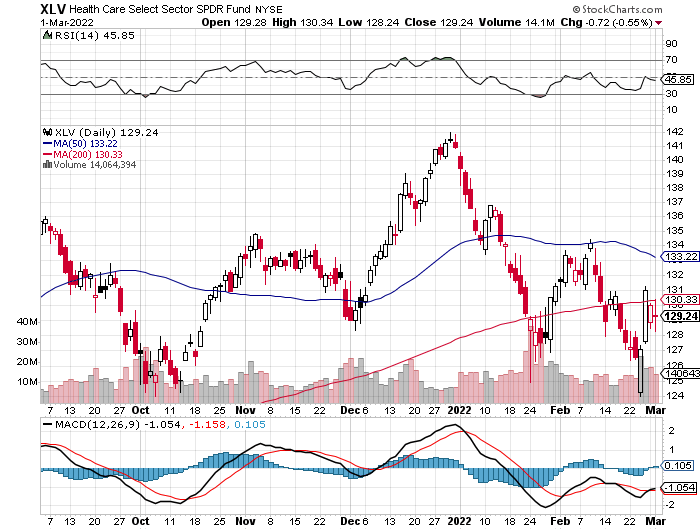 XLV Health Care Select Sector SPDR Fund NYSE © StockCharts.com
1-Mar-2022 Open 129.28 High 130.34 Low 128.24 Close 129.24 Volume 14.1M Chg -0.72 (-0.55%)
RSI(14) 45.85
90
70
50
45.85
30
10
XLV (Daily) 129.24
MA(50) 133.22
MA(200) 130.33
Volume 14,064,394
142
141
140
139
138
137
136
135
134
133.22
132
131
130.33
129.24
128
127
126
125
124
140643
40M
30M
20M
10M
7 13 20 27 Oct 11 18 25 Nov 8 15 22 Dec 6 13 20 27 2022 10 18 24 Feb 7 14 22 Mar
MACD(12,26,9) -1.054, -1.158, 0.105
2
1
0.105
-1.054
-2
7 13 20 27 Oct 11 18 25 Nov 8 15 22 Dec 6 13 20 27 2022 10 18 24 Feb 7 14 22 Mar